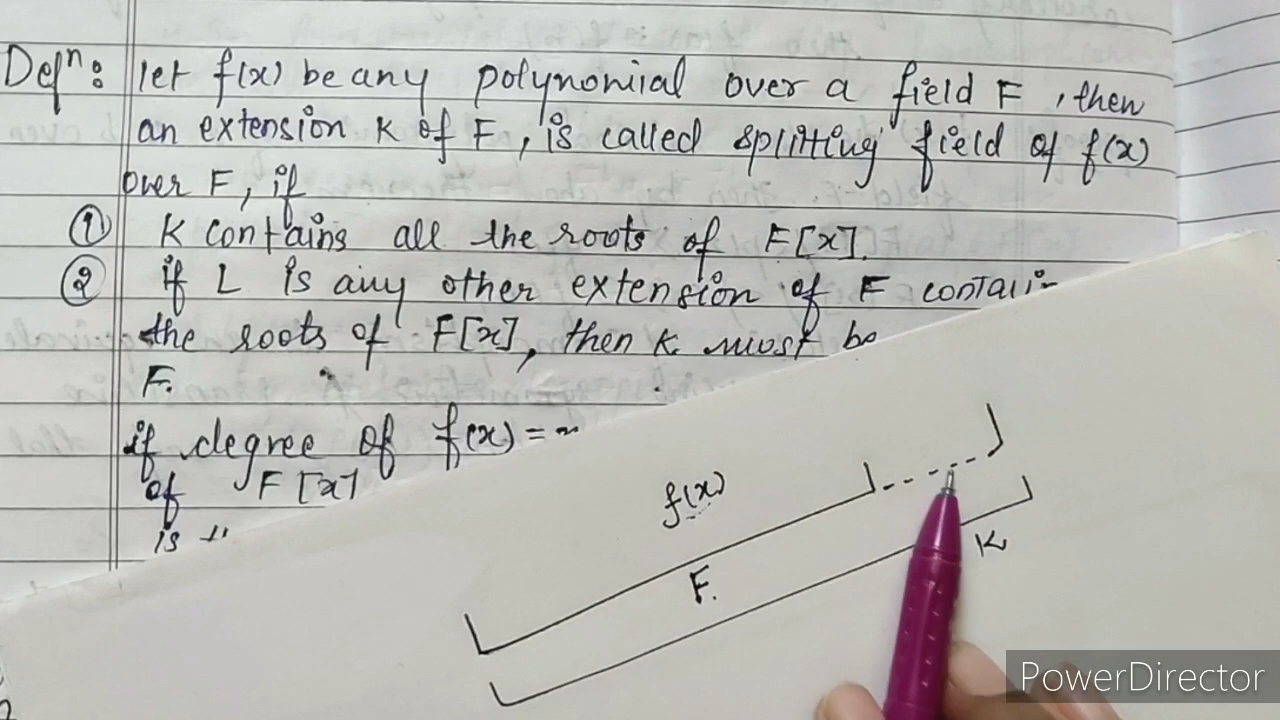 Defⁿ: let f(x) be any polynomial over a field F, then
an extension K of F, is called splitting field of f(x)
over F, if
① K contains all the roots of F[x].
② if L is any other extension of F
the roots of F[x], then K must be
F.
if degree of f(x) =
of F[x]
is
f(x)
F.
K
PowerDirector